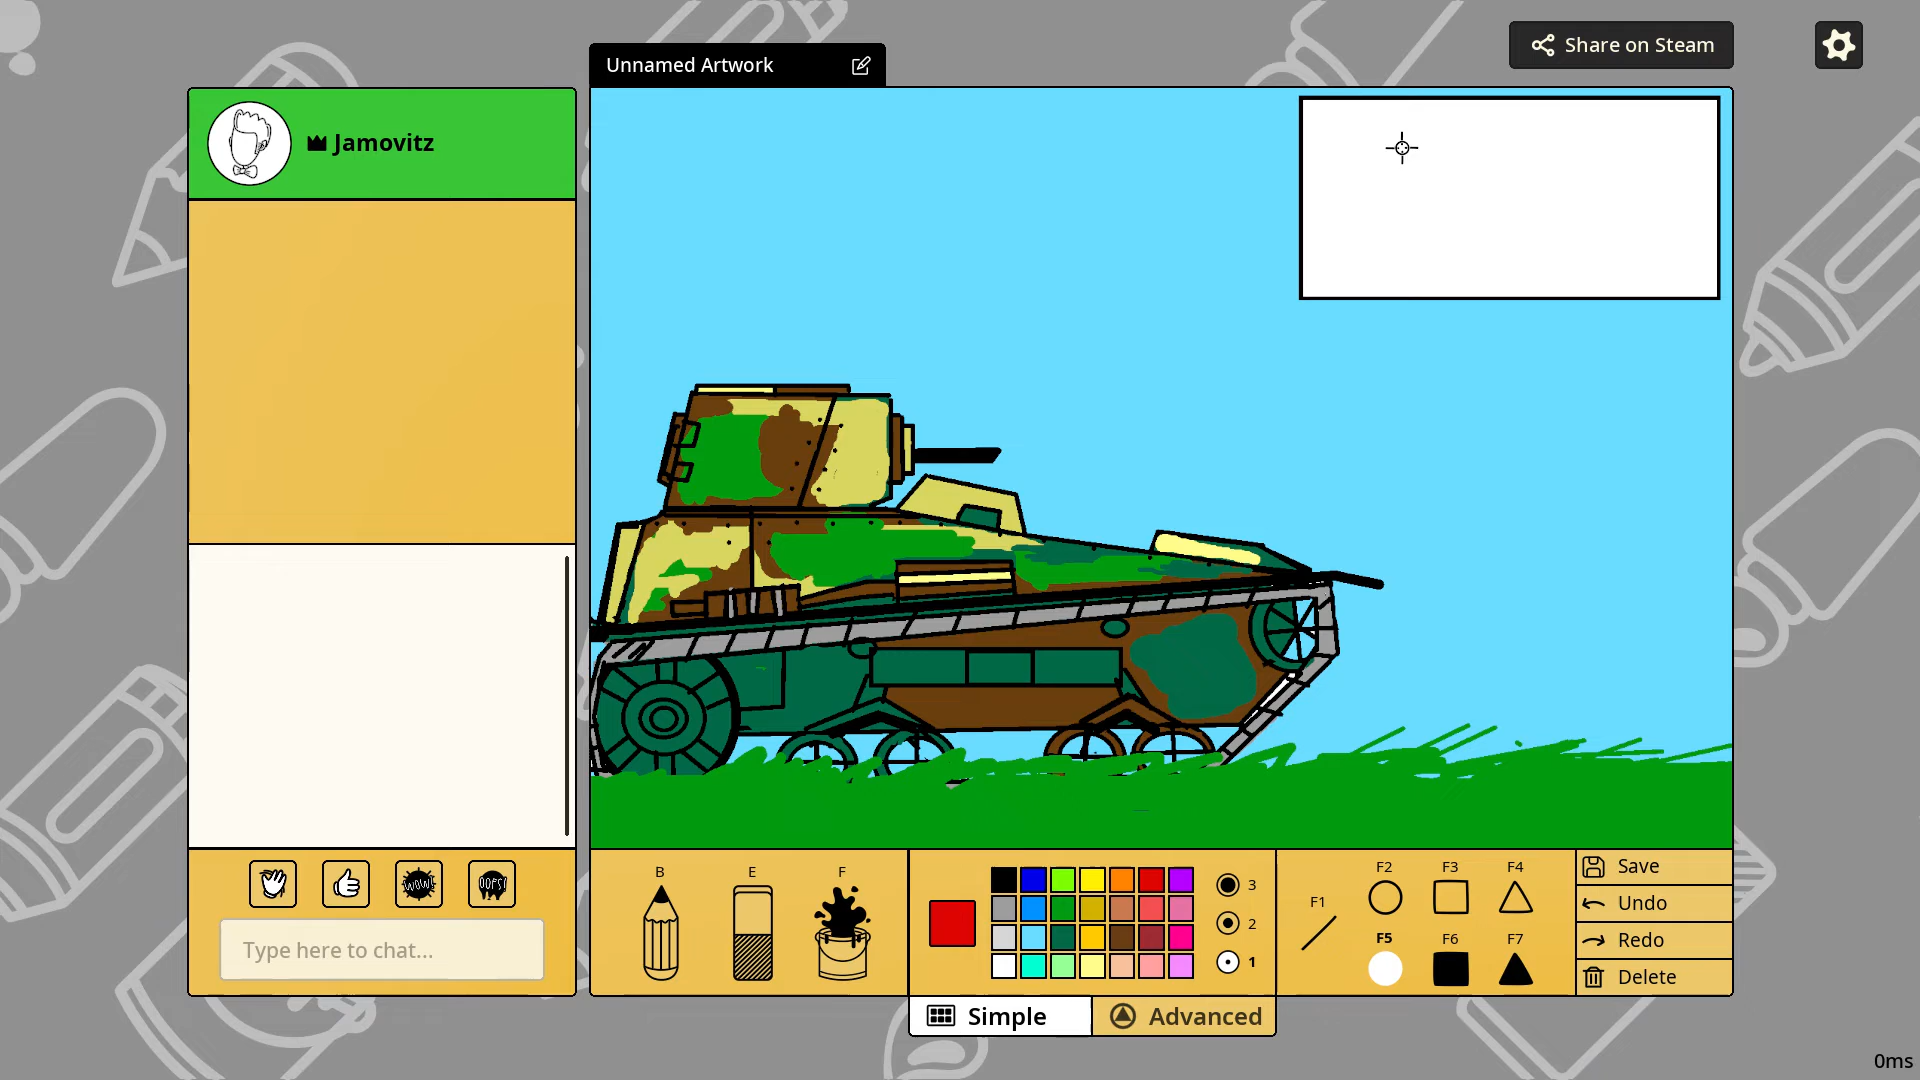 Share on Steam
Unnamed Artwork
Jamovitz
B
E
F
3
2
1
F1
F2
F3
F4
F5
F6
F7
Save
Undo
Redo
Delete
WOW!
OOPS!
Type here to chat...
Simple
Advanced
0ms